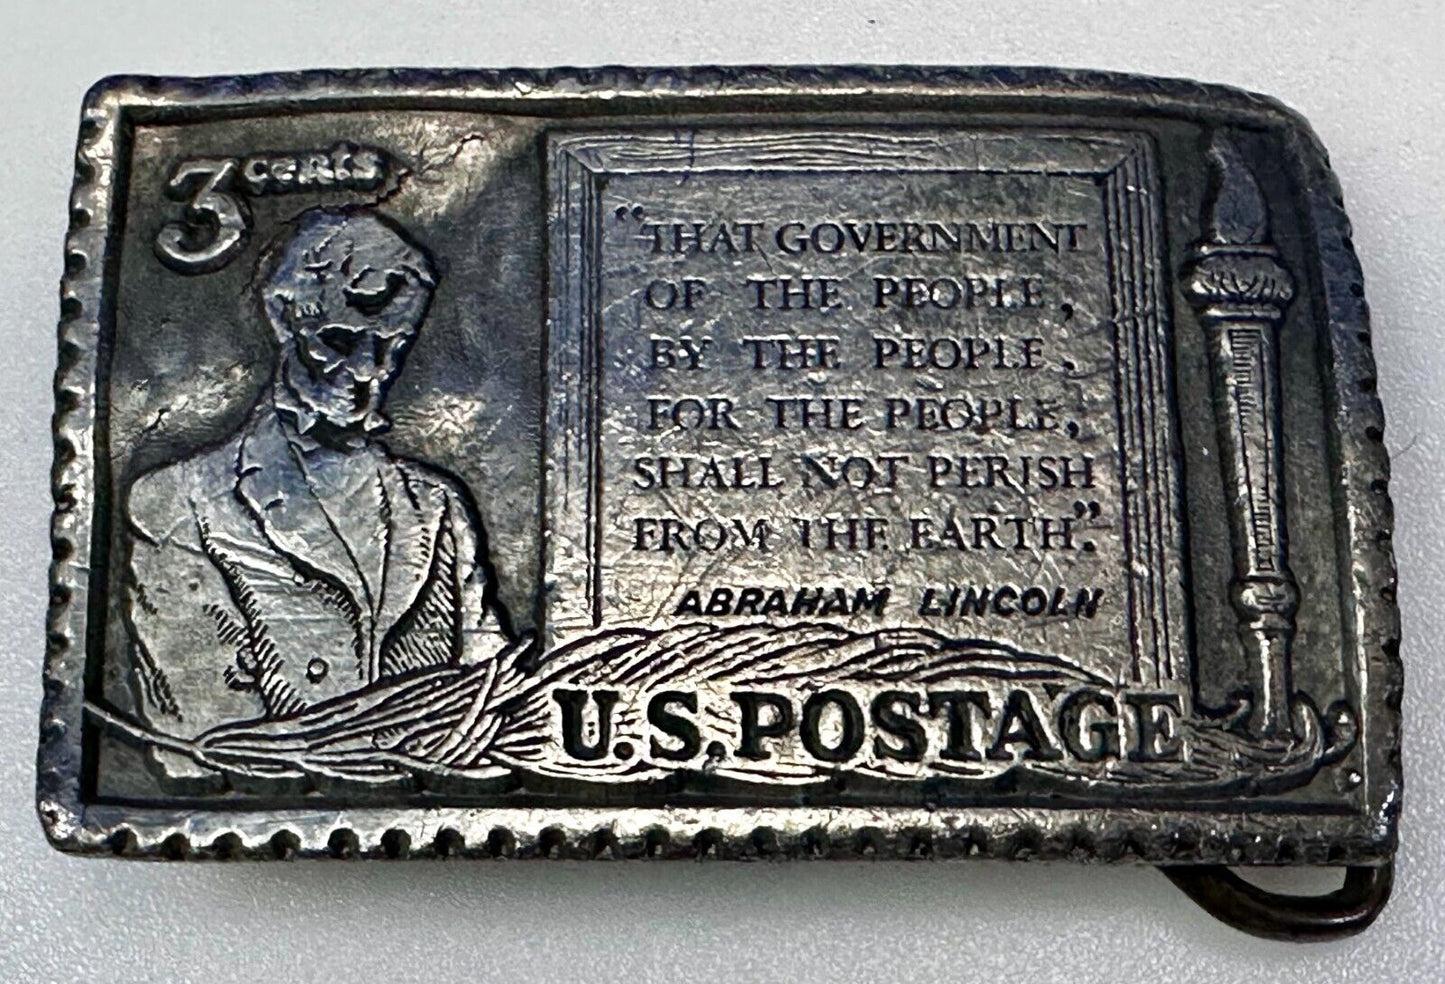 3 cents
“THAT GOVERNMENT
OF THE PEOPLE,
BY THE PEOPLE,
FOR THE PEOPLE,
SHALL NOT PERISH
FROM THE EARTH.”
ABRAHAM LINCOLN
U.S. POSTAGE